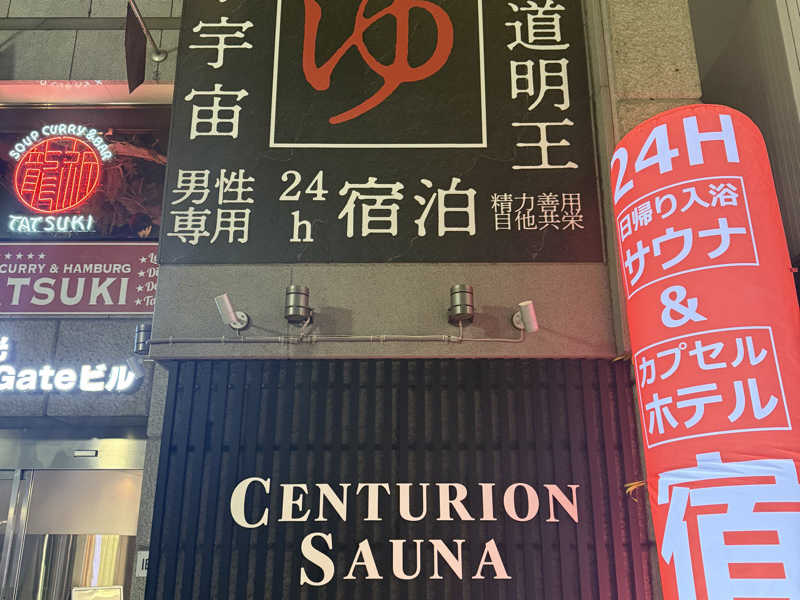 宇宙
ゆ
道明王
男性
専用
24
h
宿泊
精力善用
自他共栄
SOUP CURRY & BAR
龍祈
TATSUKI
CURRY & HAMBURG
TSUKI
Gateビル
CENTURION
SAUNA
24H
日帰り入浴
サウナ
&
カプセル
ホテル
宿